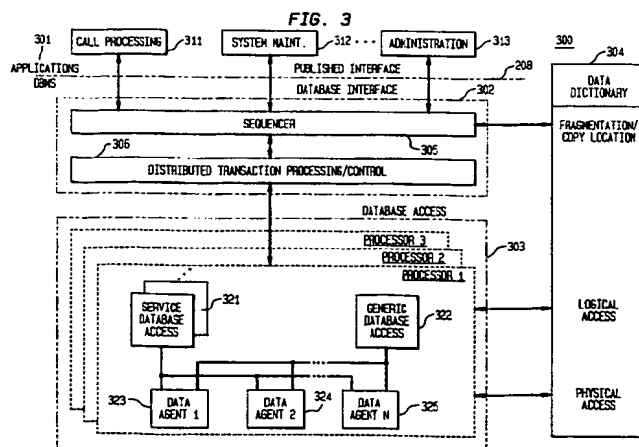 FIG. 3
301
CALL PROCESSING
311
SYSTEM MAINT.
312
ADMINISTRATION
313
300
304
APPLICATIONS
DBMS
PUBLISHED INTERFACE
208
DATABASE INTERFACE
302
DATA DICTIONARY
SEQUENCER
305
FRAGMENTATION/
COPY LOCATION
306
DISTRIBUTED TRANSACTION PROCESSING/CONTROL
DATABASE ACCESS
303
PROCESSOR 3
PROCESSOR 2
PROCESSOR 1
SERVICE
DATABASE
ACCESS
321
GENERIC
DATABASE
ACCESS
322
LOGICAL
ACCESS
323
DATA
AGENT 1
DATA
AGENT 2
324
DATA
AGENT N
325
PHYSICAL
ACCESS